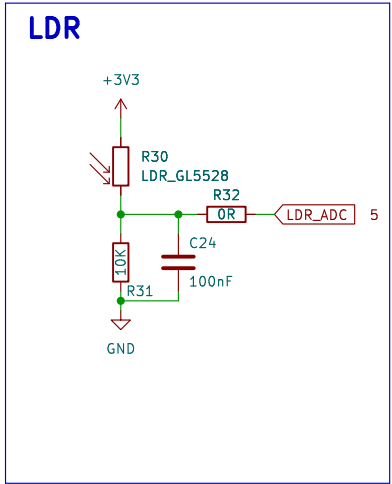 LDR
+3V3
R30
LDR_GL5528
R32
0R
LDR_ADC 5
C24
10K
100nF
R31
GND